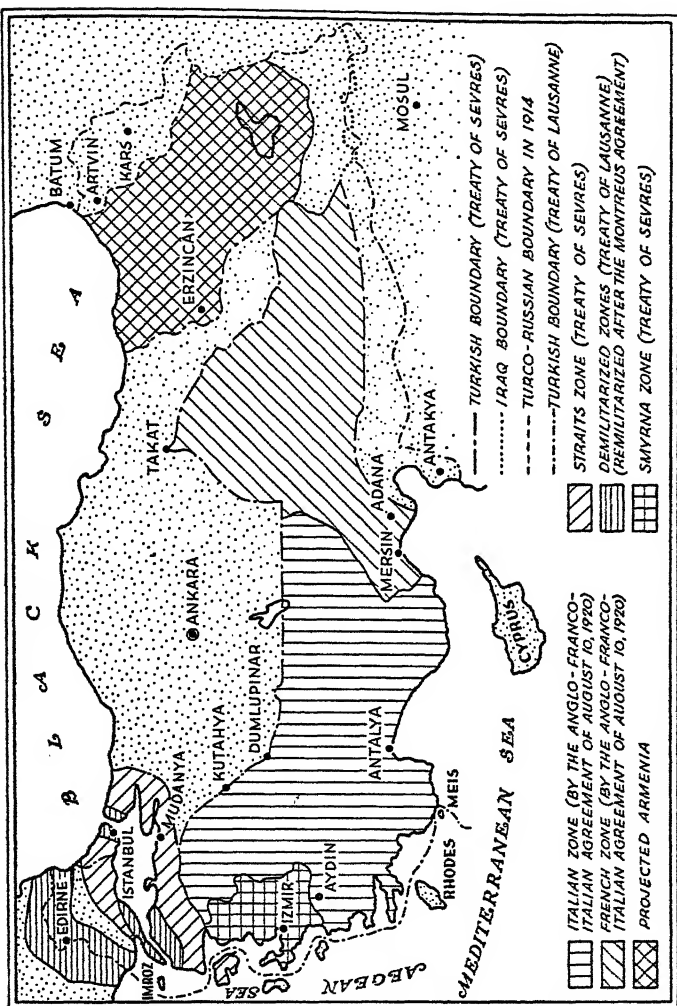 BLACK SEA
BATUM
ARTVIN
KARS
ERZINCAN
MOSUL
TAKAT
ANKARA
EDIRNE
ISTANBUL
MUDANYA
IMROZ
KUTAHYA
DUMLUPINAR
ADANA
MERSIN
ANTAKYA
IZMIR
AYDIN
ANTALYA
MEIS
RHODES
CYPRUS
AEGEAN
SEA
MEDITERRANEAN SEA
TURKISH BOUNDARY (TREATY OF SEVRES)
IRAQ BOUNDARY (TREATY OF SEVRES)
TURCO-RUSSIAN BOUNDARY IN 1914
TURKISH BOUNDARY (TREATY OF LAUSANNE)
ITALIAN ZONE (BY THE ANGLO-FRANCO-
ITALIAN AGREEMENT OF AUGUST 10, 1920)
FRENCH ZONE (BY THE ANGLO-FRANCO-
ITALIAN AGREEMENT OF AUGUST 10, 1920)
PROJECTED ARMENIA
STRAITS ZONE (TREATY OF SEVRES)
DEMILITARIZED ZONES (TREATY OF LAUSANNE)
(REMILITARIZED AFTER THE MONTREUS AGREEMENT)
SMYRNA ZONE (TREATY OF SEVRES)